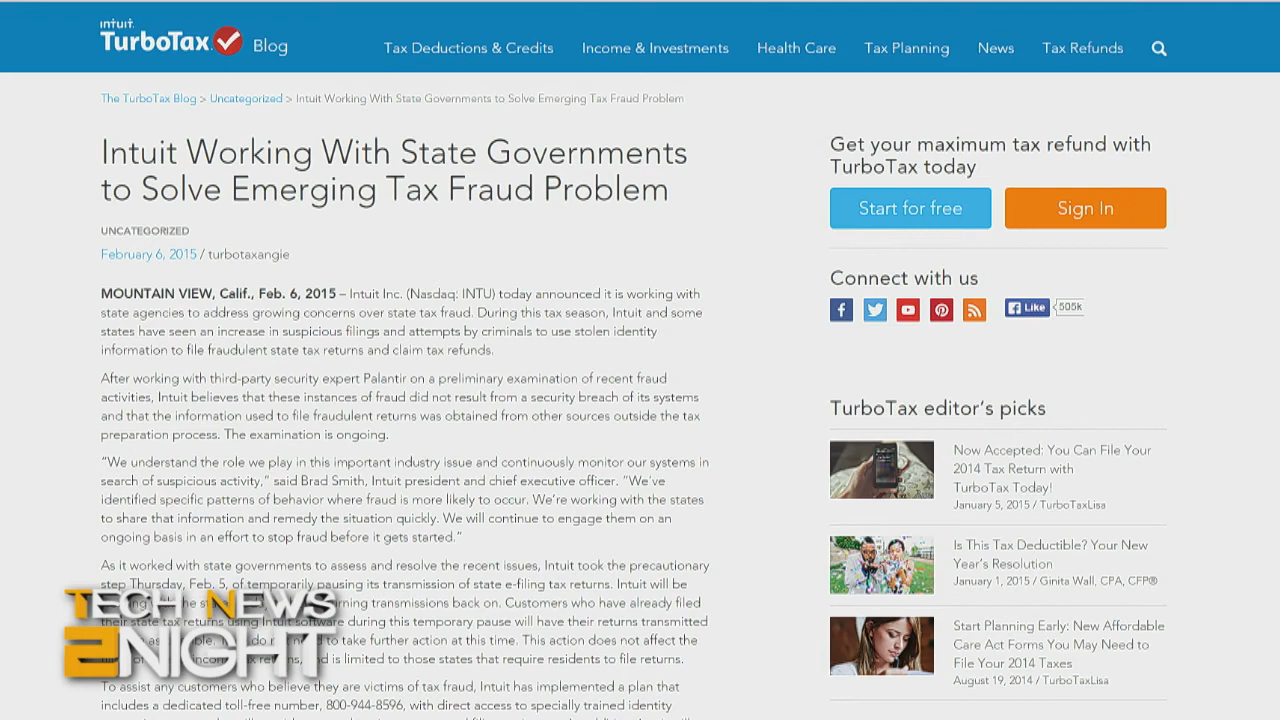 intuit.
TurboTax Blog
Tax Deductions & Credits Income & Investments Health Care Tax Planning News Tax Refunds
The TurboTax Blog > Uncategorized > Intuit Working With State Governments to Solve Emerging Tax Fraud Problem
Intuit Working With State Governments
to Solve Emerging Tax Fraud Problem
UNCATEGORIZED
February 6, 2015 / turbotaxangie
MOUNTAIN VIEW, Calif., Feb. 6, 2015 – Intuit Inc. (Nasdaq: INTU) today announced it is working with
state agencies to address growing concerns over state tax fraud. During this tax season, Intuit and some
states have seen an increase in suspicious filings and attempts by criminals to use stolen identity
information to file fraudulent state tax returns and claim tax refunds.
After working with third-party security expert Palantir on a preliminary examination of recent fraud
activities, Intuit believes that these instances of fraud did not result from a security breach of its systems
and that the information used to file fraudulent returns was obtained from other sources outside the tax
preparation process. The examination is ongoing.
“We understand the role we play in this important industry issue and continuously monitor our systems in
search of suspicious activity,” said Brad Smith, Intuit president and chief executive officer. “We’ve
identified specific patterns of behavior where fraud is more likely to occur. We’re working with the states
to share that information and remedy the situation quickly. We will continue to engage them on an
ongoing basis in an effort to stop fraud before it gets started.”
As it worked with state governments to assess and resolve the recent issues, Intuit took the precautionary
step Thursday, Feb. 5, of temporarily pausing its transmission of state e-filing tax returns. Intuit will be
transmissions back on. Customers who have already filed
their state tax returns using Intuit software during this temporary pause will have their returns transmitted
to take further action at this time. This action does not affect the
is limited to those states that require residents to file returns.
To assist any customers who believe they are victims of tax fraud, Intuit has implemented a plan that
includes a dedicated toll-free number, 800-944-8596, with direct access to specially trained identity
TECH NEWS
2NIGHT
Get your maximum tax refund with
TurboTax today
Start for free Sign In
Connect with us
Like 505k
TurboTax editor’s picks
Now Accepted: You Can File Your
2014 Tax Return with
TurboTax Today!
January 5, 2015 / TurboTaxLisa
Is This Tax Deductible? Your New
Year’s Resolution
January 1, 2015 / Ginita Wall, CPA, CFP®
Start Planning Early: New Affordable
Care Act Forms You May Need to
File Your 2014 Taxes
August 19, 2014 / TurboTaxLisa